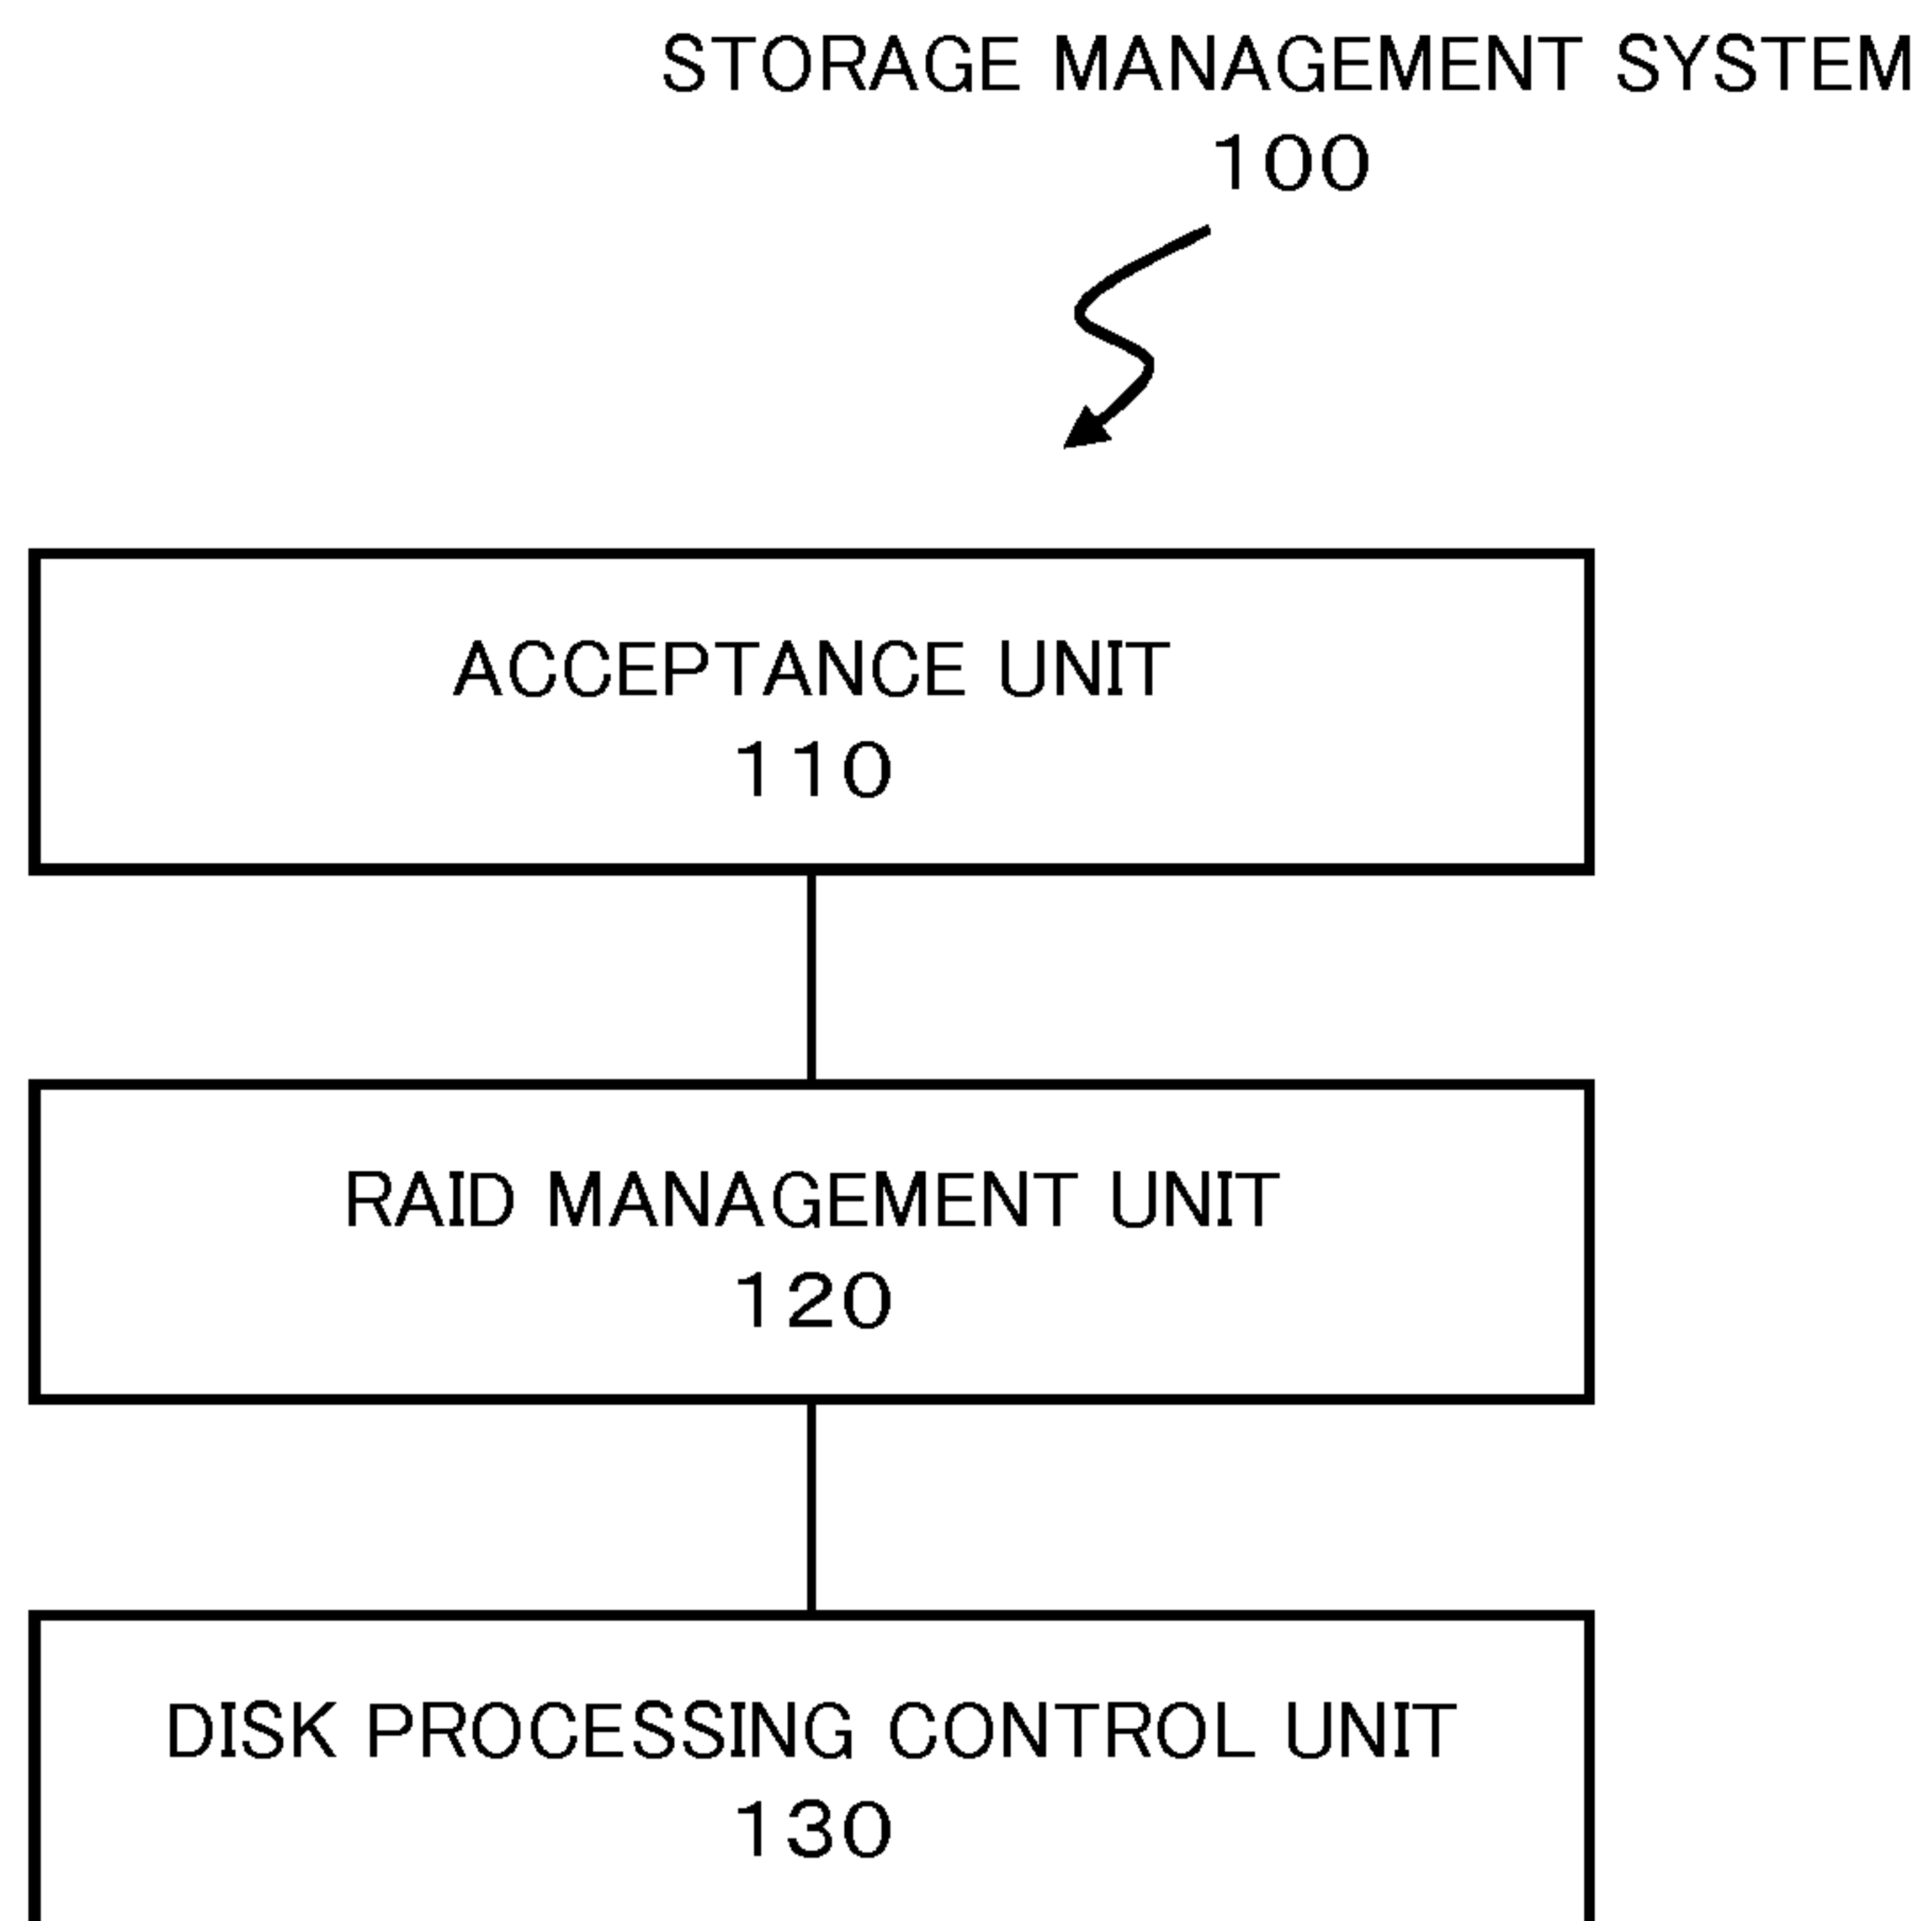 STORAGE MANAGEMENT SYSTEM
100
ACCEPTANCE UNIT
110
RAID MANAGEMENT UNIT
120
DISK PROCESSING CONTROL UNIT
130